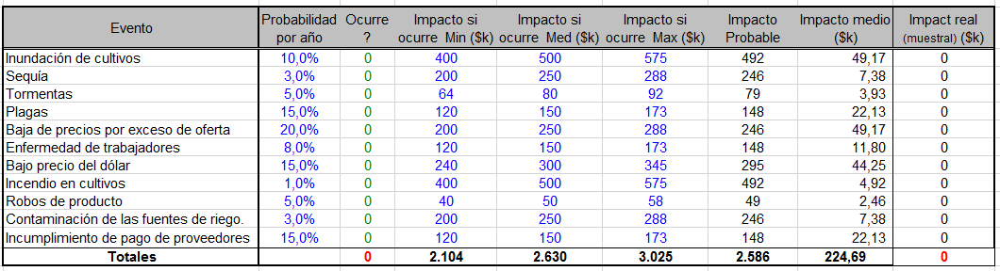 Evento Probabilidad por año Ocurre ? Impacto si ocurre Min ($k) Impacto si ocurre Med ($k) Impacto si ocurre Max ($k) Impacto Probable Impacto medio ($k) Impact real (muestral) ($k)
Inundación de cultivos 10,0% 0 400 500 575 492 49,17 0
Sequía 3,0% 0 200 250 288 246 7,38 0
Tormentas 5,0% 0 64 80 92 79 3,93 0
Plagas 15,0% 0 120 150 173 148 22,13 0
Baja de precios por exceso de oferta 20,0% 0 200 250 288 246 49,17 0
Enfermedad de trabajadores 8,0% 0 120 150 173 148 11,80 0
Bajo precio del dólar 15,0% 0 240 300 345 295 44,25 0
Incendio en cultivos 1,0% 0 400 500 575 492 4,92 0
Robos de producto 5,0% 0 40 50 58 49 2,46 0
Contaminación de las fuentes de riego. 3,0% 0 200 250 288 246 7,38 0
Incumplimiento de pago de proveedores 15,0% 0 120 150 173 148 22,13 0
Totales 0 2.104 2.630 3.025 2.586 224,69 0